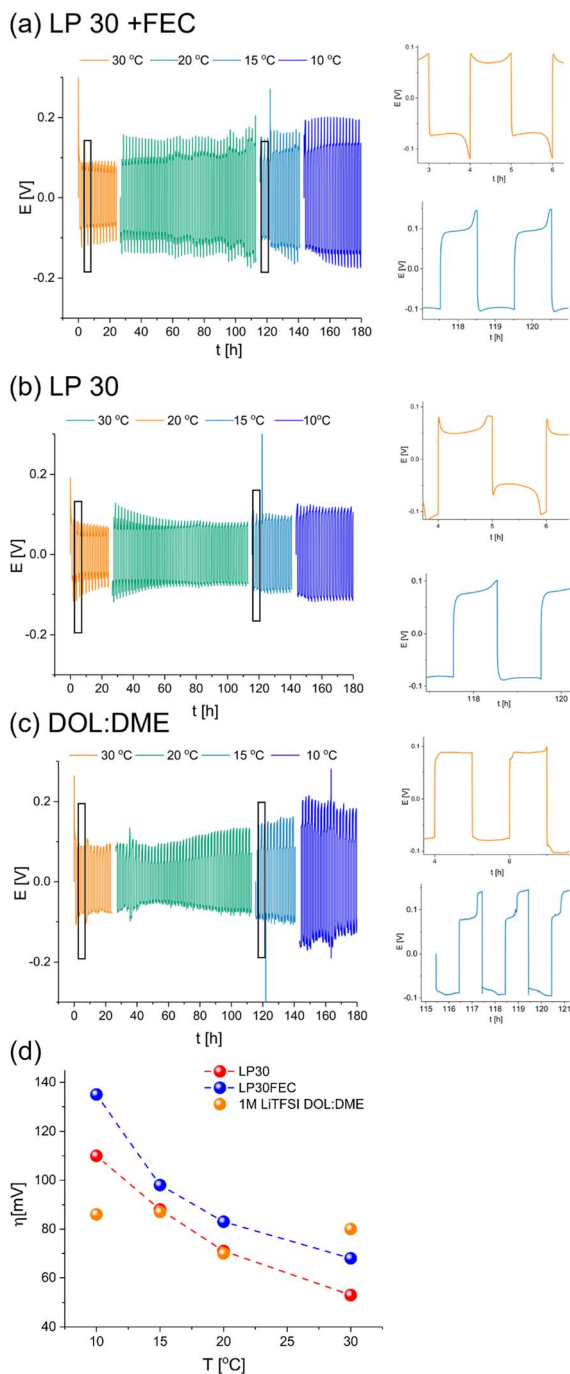 (a) LP 30 +FEC
30 °C 20 °C 15 °C 10 °C
E [V]
0.2
0.0
-0.2
0 20 40 60 80 100 120 140 160 180
t [h]
E [V]
0.1
0.0
-0.1
3 4 5 6
t [h]
E [V]
0.1
0.0
-0.1
118 119 120
t [h]
(b) LP 30
30 °C 20 °C 15 °C 10°C
E [V]
0.2
0.0
-0.2
0 20 40 60 80 100 120 140 160 180
t [h]
E [V]
0.1
0.0
-0.1
4 5 6
t [h]
E [V]
0.1
0.0
-0.1
118 120
t [h]
(c) DOL:DME
30 °C 20 °C 15 °C 10 °C
E [V]
0.2
0.0
-0.2
0 20 40 60 80 100 120 140 160 180
t [h]
E [V]
0.1
0.0
-0.1
4 6
t [h]
E [V]
0.1
0.0
-0.1
115 116 117 118 119 120 121
t [h]
(d)
LP30
LP30FEC
1M LiTFSI DOL:DME
η[mV]
140
120
100
80
60
40
10 15 20 25 30
T [°C]